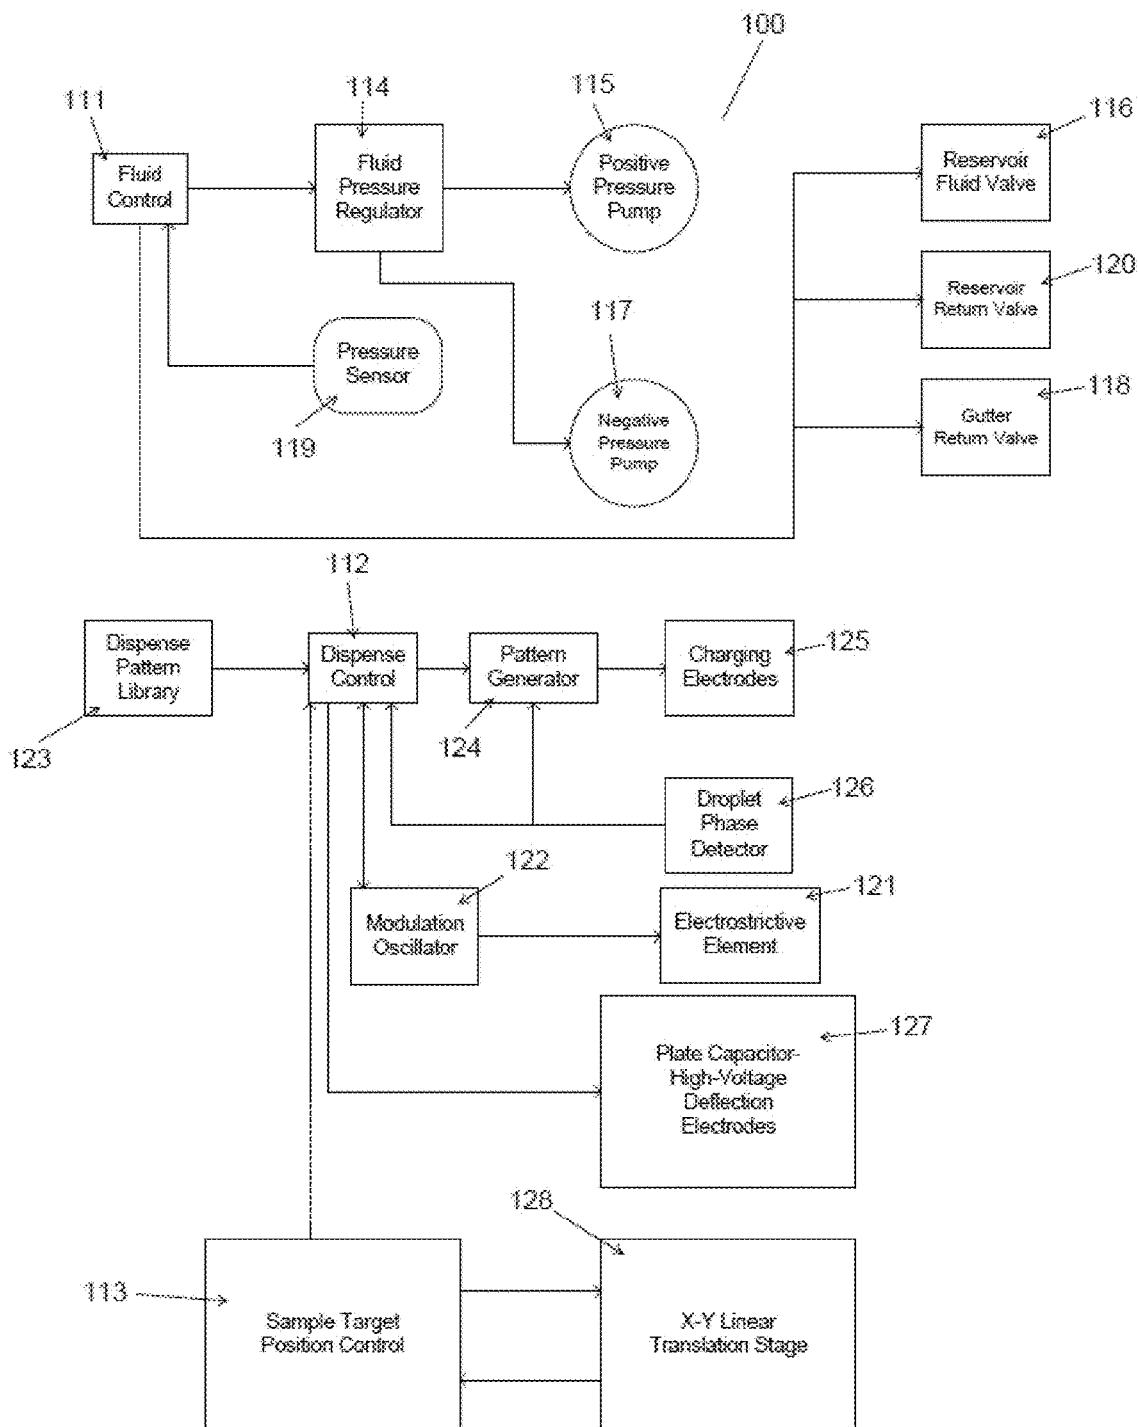 100
111
114
115
116
Fluid
Control
Fluid
Pressure
Regulator
Positive
Pressure
Pump
Reservoir
Fluid Valve
120
Reservoir
Return Valve
117
Pressure
Sensor
119
Negative
Pressure
Pump
118
Gutter
Return Valve
112
Dispense
Pattern
Library
123
Dispense
Control
Pattern
Generator
124
Charging
Electrodes
125
Droplet
Phase
Detector
126
122
Modulation
Oscillator
121
Electrostrictive
Element
127
Plate Capacitor-
High-Voltage
Deflection
Electrodes
128
113
Sample Target
Position Control
X-Y Linear
Translation Stage